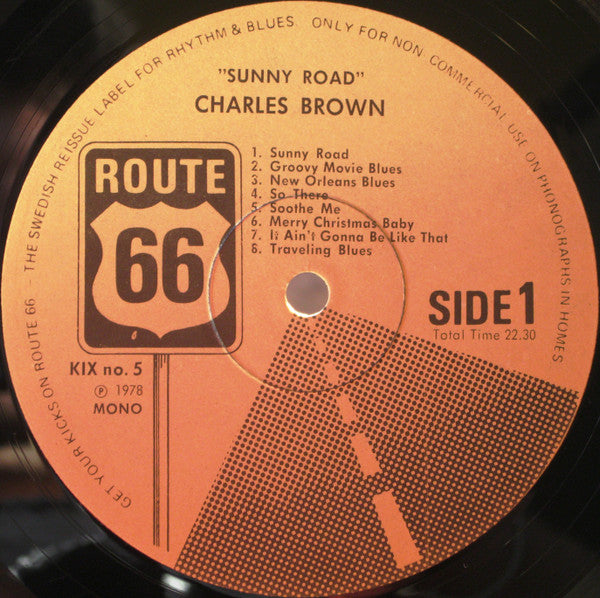 GET YOUR KICKS ON ROUTE 66 - THE SWEDISH REISSUE LABEL FOR RHYTHM & BLUES. ONLY FOR NON COMMERCIAL USE ON PHONOGRAPHS IN HOMES
"SUNNY ROAD"
CHARLES BROWN
1. Sunny Road
2. Groovy Movie Blues
3. New Orleans Blues
4. So There
5. Soothe Me
6. Merry Christmas Baby
7. It Ain't Gonna Be Like That
8. Traveling Blues
ROUTE
66
SIDE 1
Total Time 22.30
KIX no. 5
℗ 1978
MONO